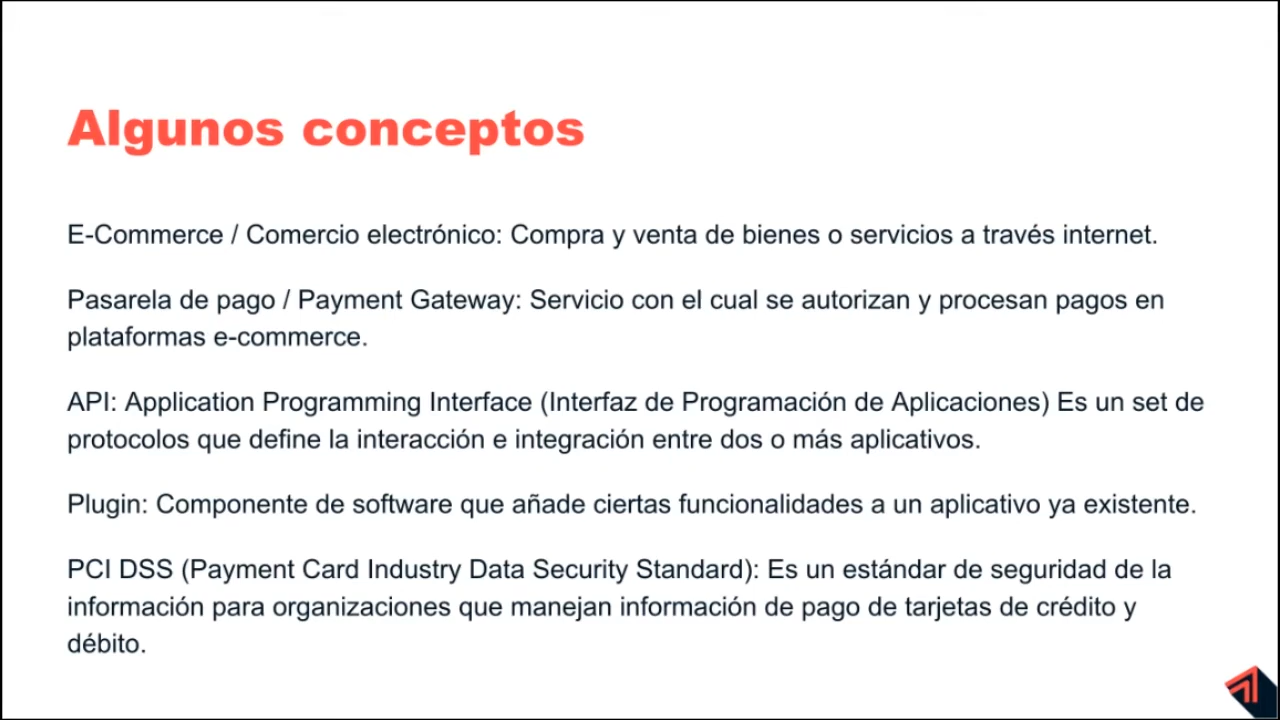 Algunos conceptos
E-Commerce / Comercio electrónico: Compra y venta de bienes o servicios a través internet.
Pasarela de pago / Payment Gateway: Servicio con el cual se autorizan y procesan pagos en
plataformas e-commerce.
API: Application Programming Interface (Interfaz de Programación de Aplicaciones) Es un set de
protocolos que define la interacción e integración entre dos o más aplicativos.
Plugin: Componente de software que añade ciertas funcionalidades a un aplicativo ya existente.
PCI DSS (Payment Card Industry Data Security Standard): Es un estándar de seguridad de la
información para organizaciones que manejan información de pago de tarjetas de crédito y
débito.